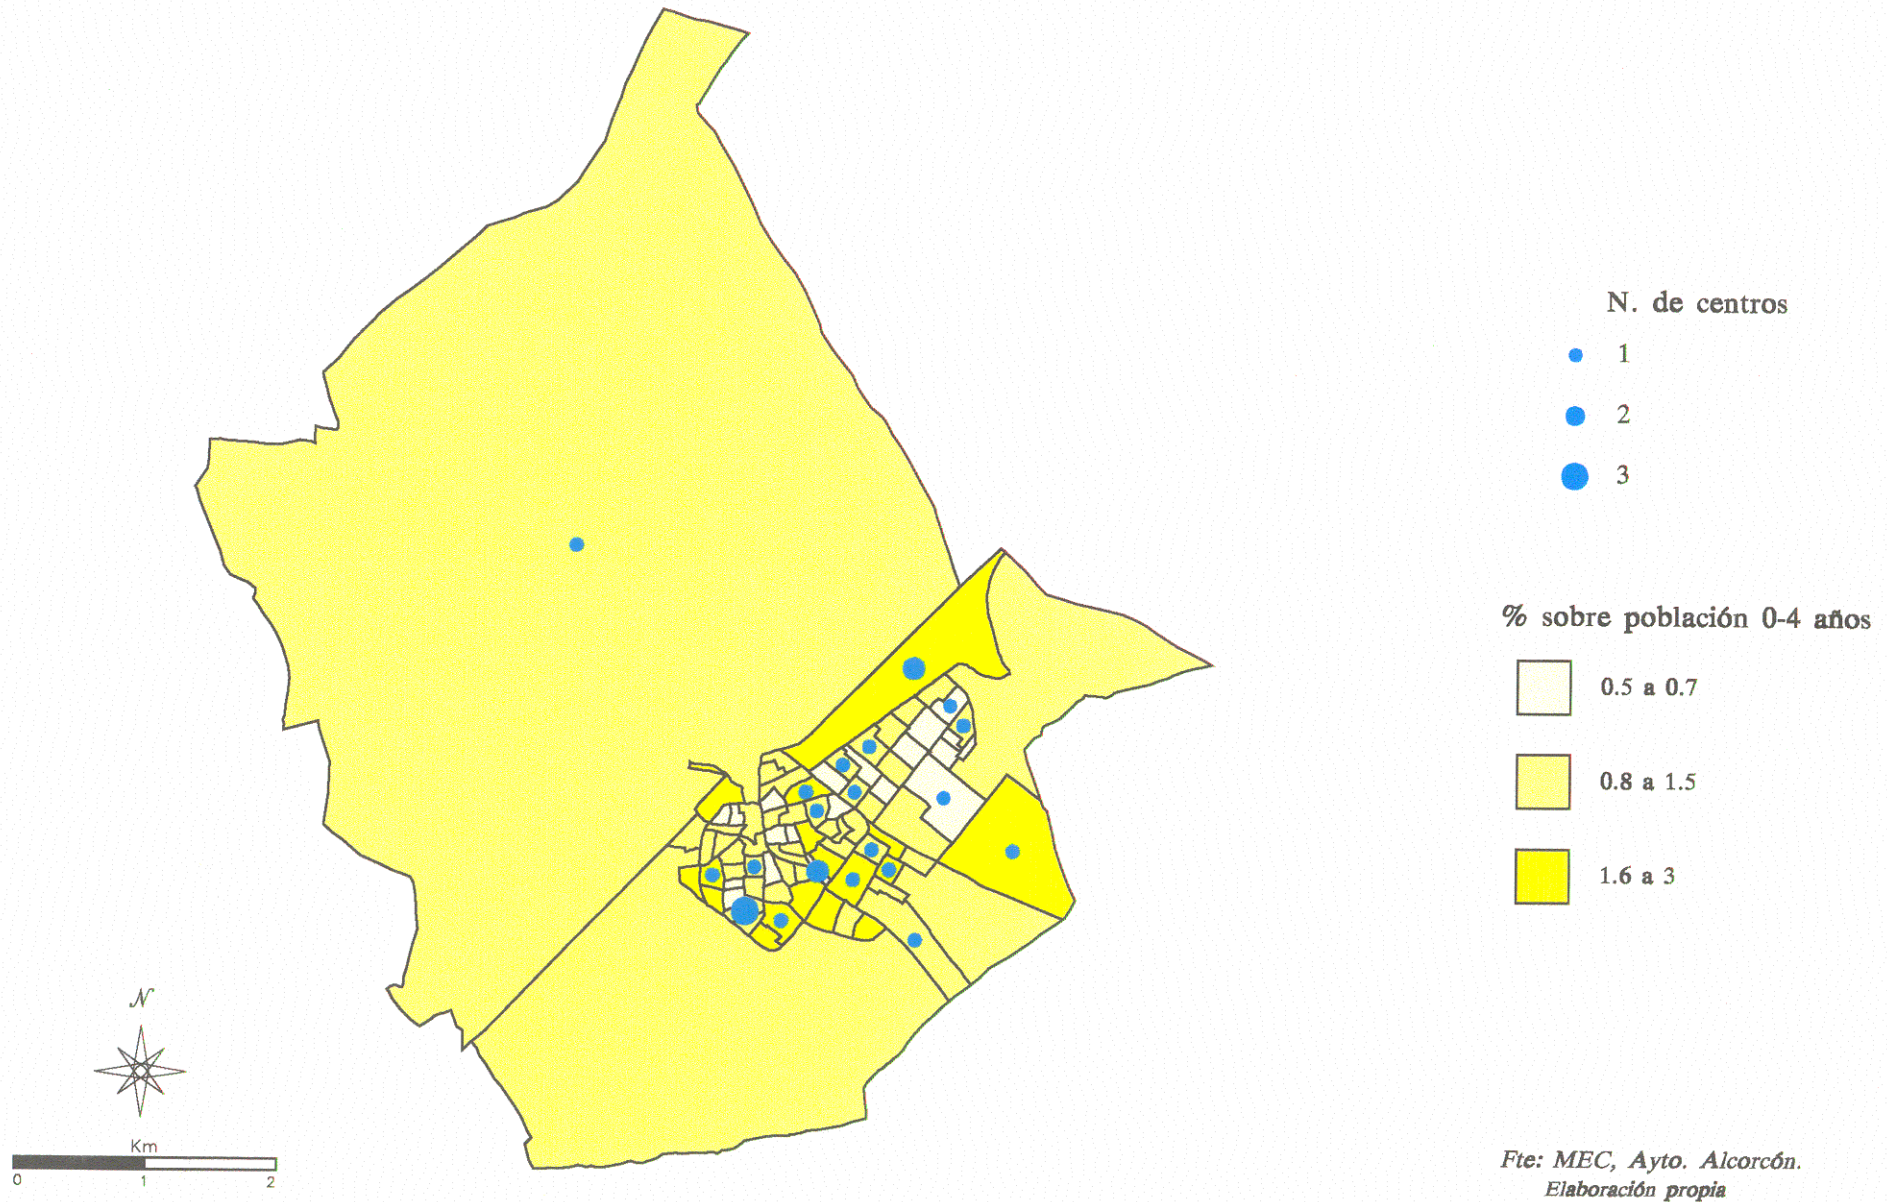 N. de centros
1
2
3
% sobre población 0-4 años
0.5 a 0.7
0.8 a 1.5
1.6 a 3
N
Km
0 1 2
Fte: MEC, Ayto. Alcorcón.
Elaboración propia